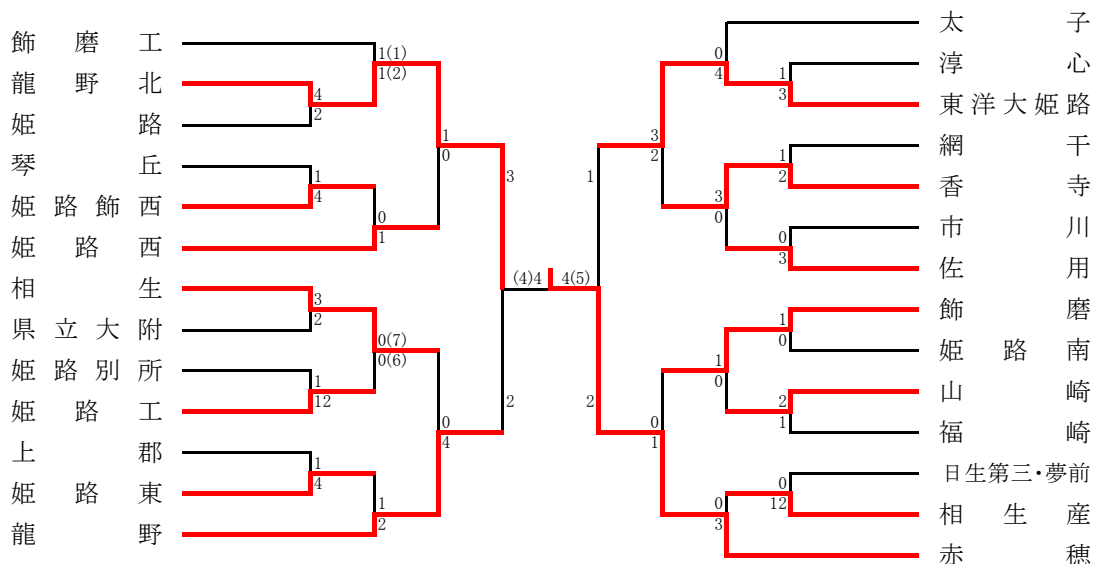 飾磨工
龍野北
姫路
琴丘
姫路飾西
姫路西
相生
県立大附
姫路別所
姫路工
上郡
姫路東
龍野
1(1)
1(2)
4
2
1
4
0
1
1
0
3
3
2
0(7)
0(6)
1
12
1
4
1
2
0
4
2
(4)4
4(5)
1
2
3
2
0
4
1
3
1
2
3
0
0
3
1
0
1
0
2
1
0
1
0
12
0
3
太子
淳心
東洋大姫路
網干
香寺
市川
佐用
飾磨
姫路南
山崎
福崎
日生第三・夢前
相生産
赤穂